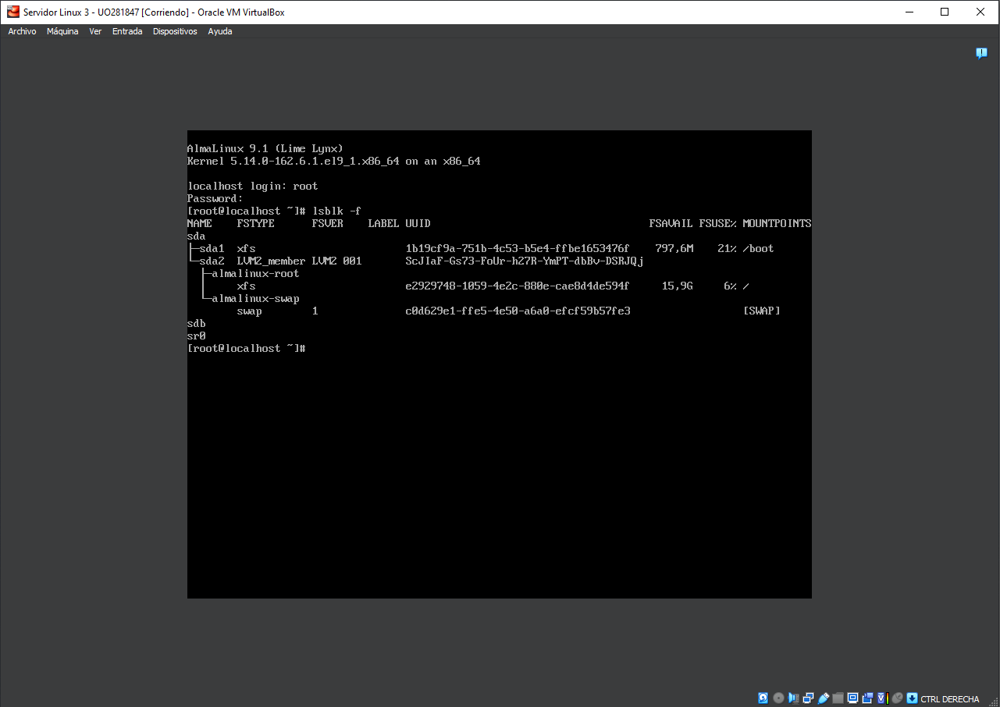 Servidor Linux 3 - UO281847 [Corriendo] - Oracle VM VirtualBox
Archivo Máquina Ver Entrada Dispositivos Ayuda
AlmaLinux 9.1 (Lime Lynx)
Kernel 5.14.0-162.6.1.el9_1.x86_64 on an x86_64
localhost login: root
Password:
[root@localhost ~]# lsblk -f
NAME FSTYPE FSVER LABEL UUID FSAVAIL FSUSE% MOUNTPOINTS
sda
├─sda1 xfs 1b19cf9a-751b-4c53-b5e4-ffbe1653476f 797,6M 21% /boot
└─sda2 LVM2_member LVM2 001 ScJIaF-Gs73-FoUr-h27R-YmPT-dbBv-DSRJQj
├─almalinux-root
│ xfs e2929748-1059-4e2c-880e-cae8d4de594f 15,9G 6% /
└─almalinux-swap
swap 1 c0d629e1-ffe5-4e50-a6a0-efcf59b57fe3 [SWAP]
sdb
sr0
[root@localhost ~]#
CTRL DERECHA